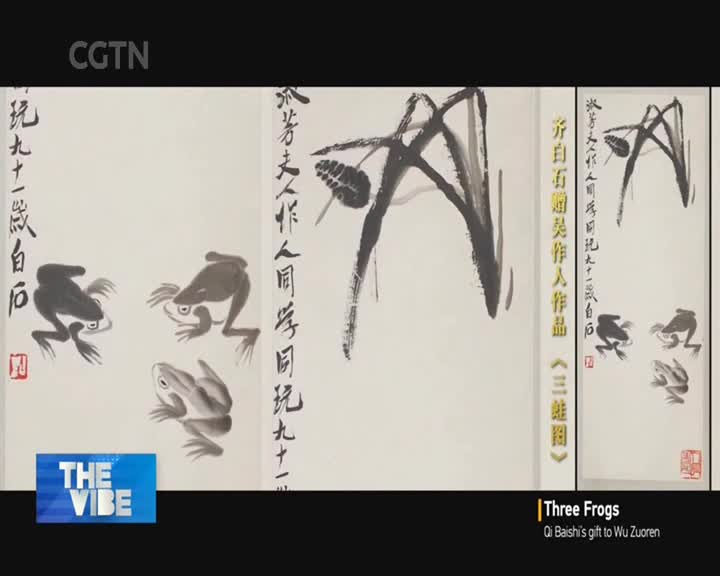 CGTN
玩九十一歲白石
淑芳夫人作人同学同玩九十一
齐白石赠吴作人作品 《三蛙图》
淑芳夫人作人同学同玩九十一歲白石
THE
VIBE
Three Frogs
Qi Baishi's gift to Wu Zuoren